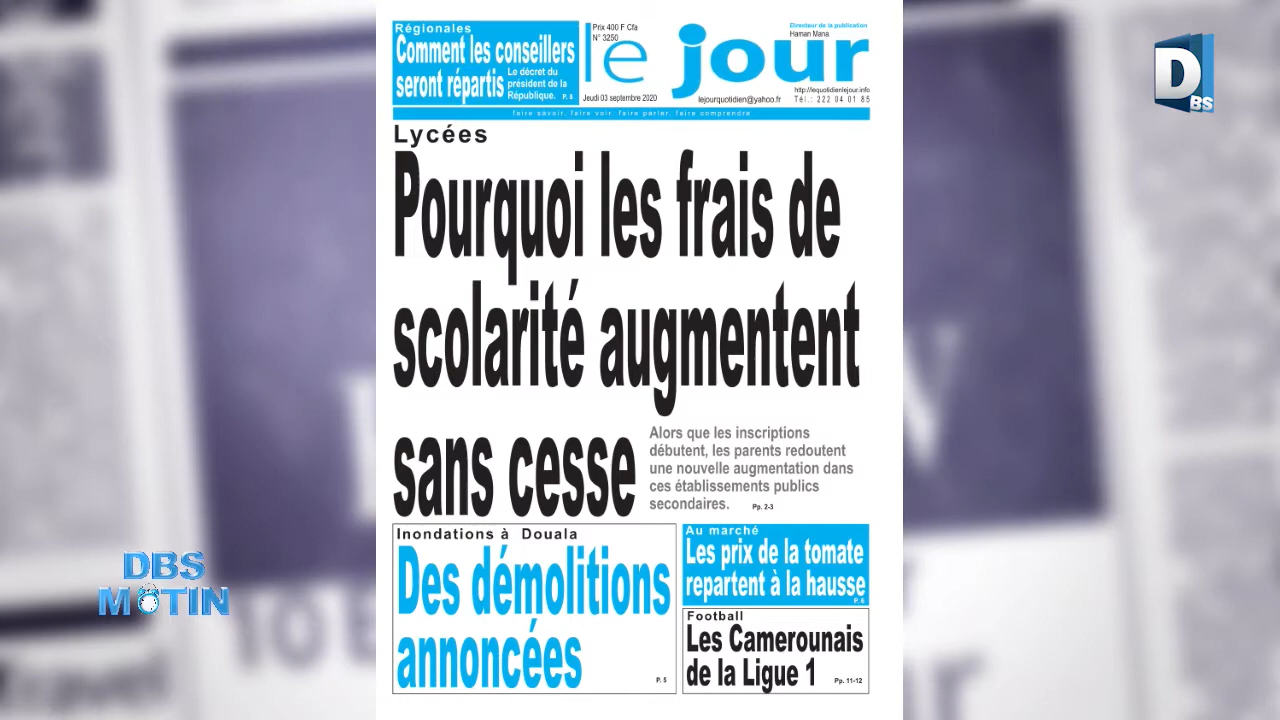 Régionales
Comment les conseillers
seront répartis
Le décret du
président de la
République. P. 8
Prix 400 F Cfa
N° 3250
le jour
Directeur de la publication
Haman Mana
Jeudi 03 septembre 2020
lejourquotidien@yahoo.fr
http://lequotidienlejour.info
Tél.: 222 04 01 85
faire savoir, faire voir, faire parler, faire comprendre
Lycées
Pourquoi les frais de
scolarité augmentent
sans cesse
Alors que les inscriptions
débutent, les parents redoutent
une nouvelle augmentation dans
ces établissements publics
secondaires. Pp. 2-3
Inondations à Douala
Des démolitions
annoncées
P. 5
Au marché
Les prix de la tomate
repartent à la hausse
P. 6
Football
Les Camerounais
de la Ligue 1 Pp. 11-12
DBS
DBS
MOTIN